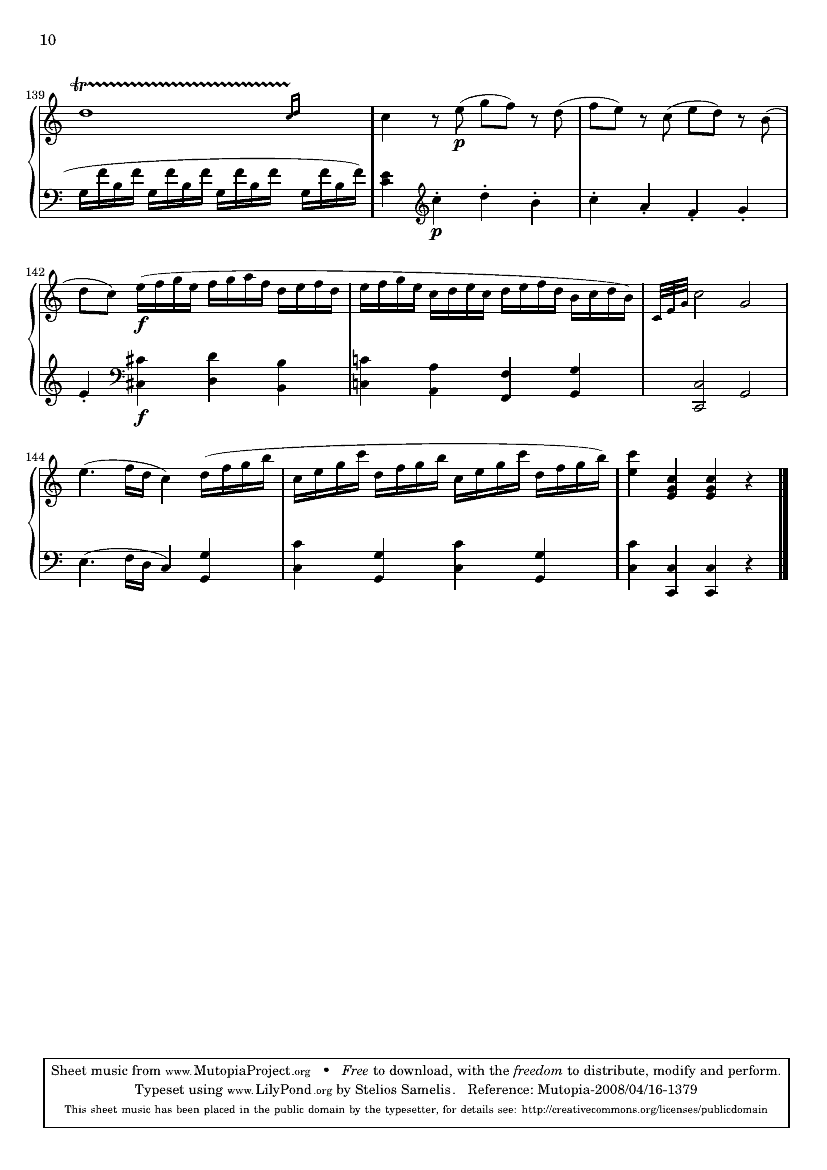 10
tr
139
p
p
142
f
f
144
Sheet music from www.MutopiaProject.org • Free to download, with the freedom to distribute, modify and perform.
Typeset using www.LilyPond.org by Stelios Samelis. Reference: Mutopia-2008/04/16-1379
This sheet music has been placed in the public domain by the typesetter, for details see: http://creativecommons.org/licenses/publicdomain